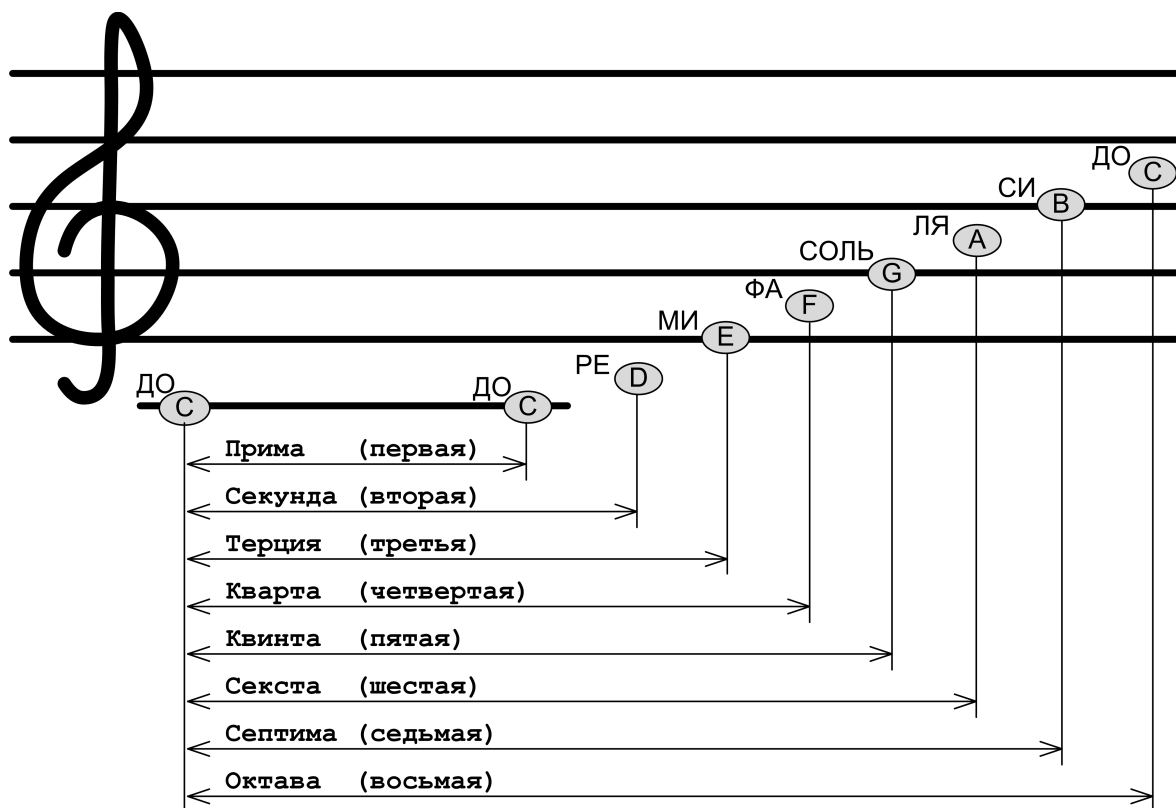 ДО
C
СИ
B
ЛЯ
A
СОЛЬ
G
ФА
F
МИ
E
РЕ
D
ДО
C
ДО
C
Прима (первая)
Секунда (вторая)
Терция (третья)
Кварта (четвертая)
Квинта (пятая)
Секста (шестая)
Септима (седьмая)
Октава (восьмая)